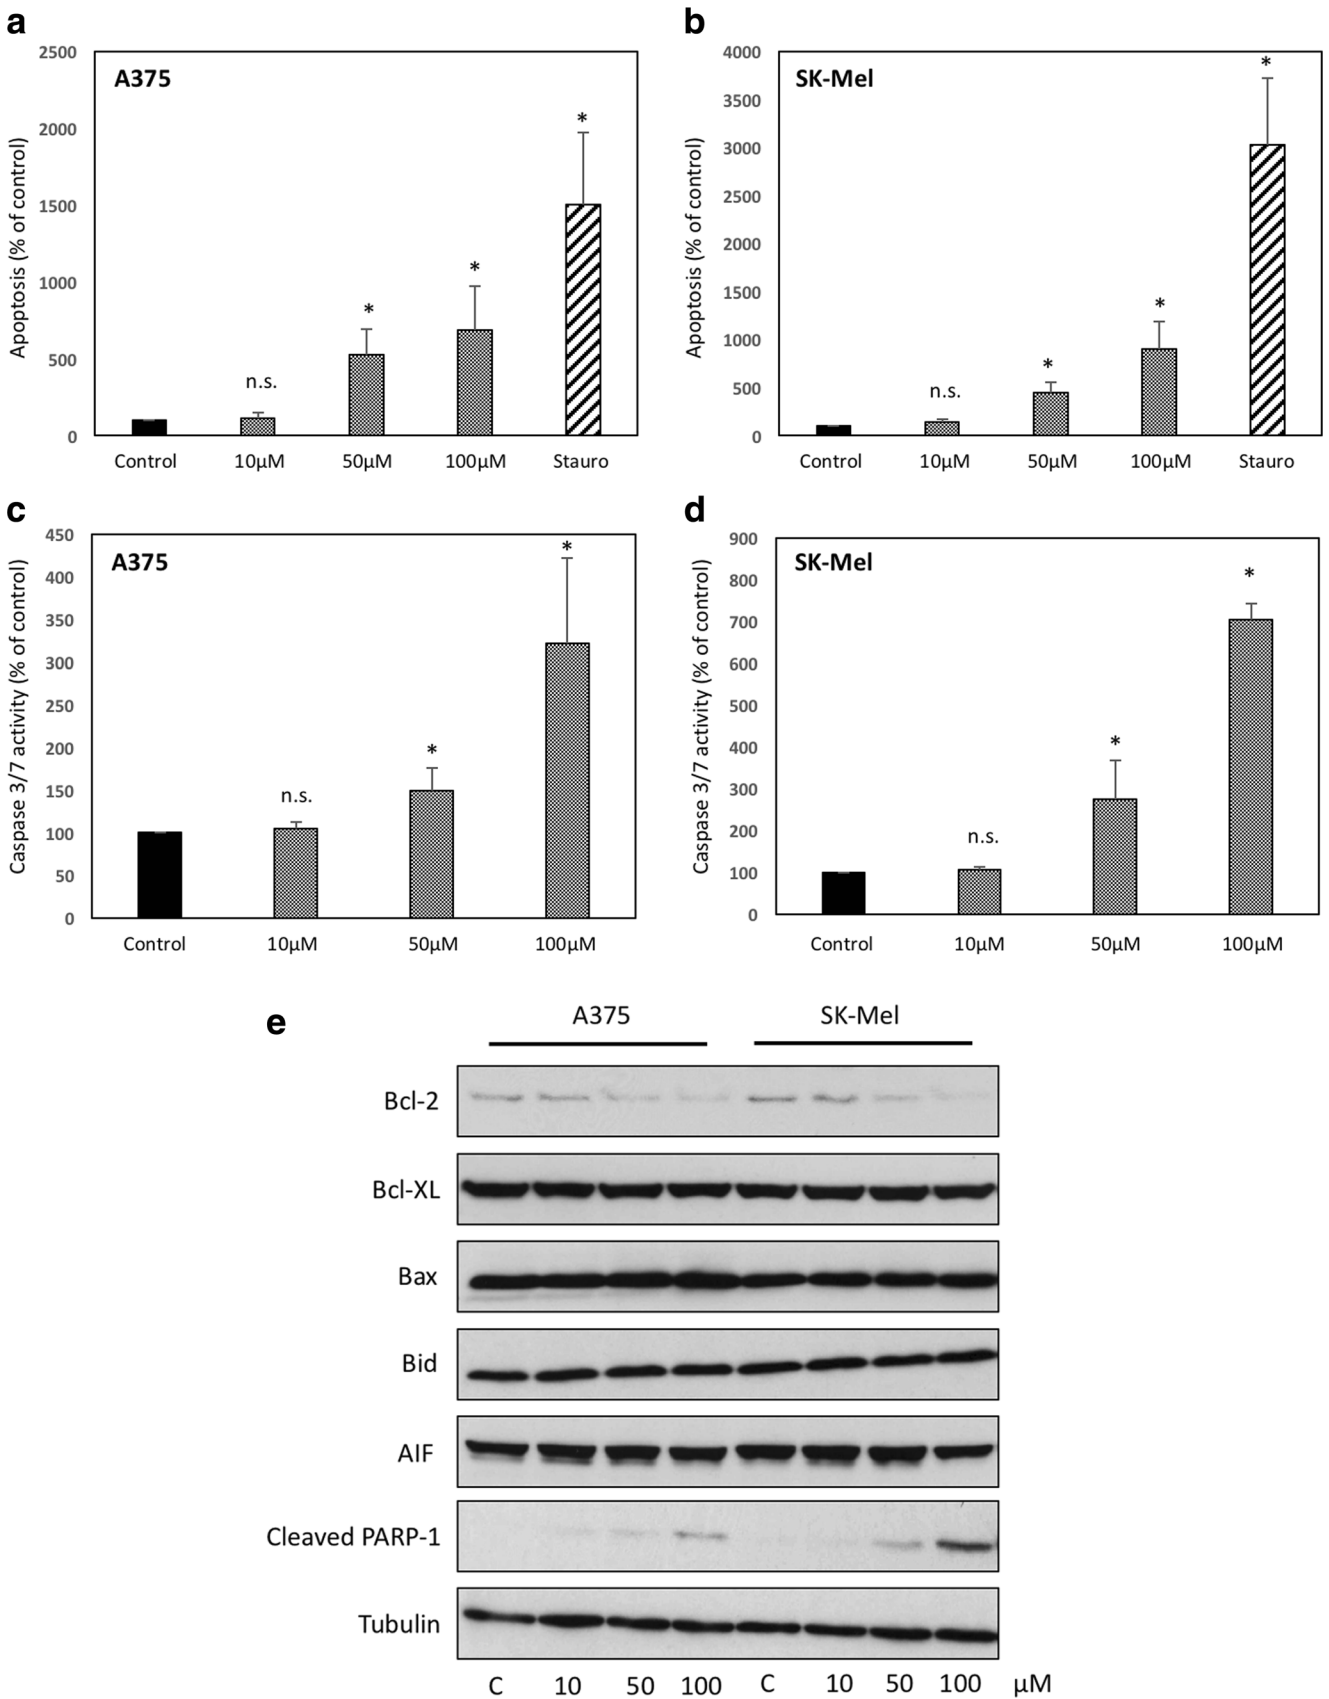 a
b
2500
2000
1500
1000
500
0
Apoptosis (% of control)
A375
n.s.
*
*
*
Control 10µM 50µM 100µM Stauro
4000
3500
3000
2500
2000
1500
1000
500
0
Apoptosis (% of control)
SK-Mel
n.s.
*
*
*
Control 10µM 50µM 100µM Stauro
c
d
450
400
350
300
250
200
150
100
50
0
Caspase 3/7 activity (% of control)
A375
n.s.
*
*
Control 10µM 50µM 100µM
900
800
700
600
500
400
300
200
100
0
Caspase 3/7 activity (% of control)
SK-Mel
n.s.
*
*
Control 10µM 50µM 100µM
e
A375 SK-Mel
Bcl-2
Bcl-XL
Bax
Bid
AIF
Cleaved PARP-1
Tubulin
C 10 50 100 C 10 50 100 µM